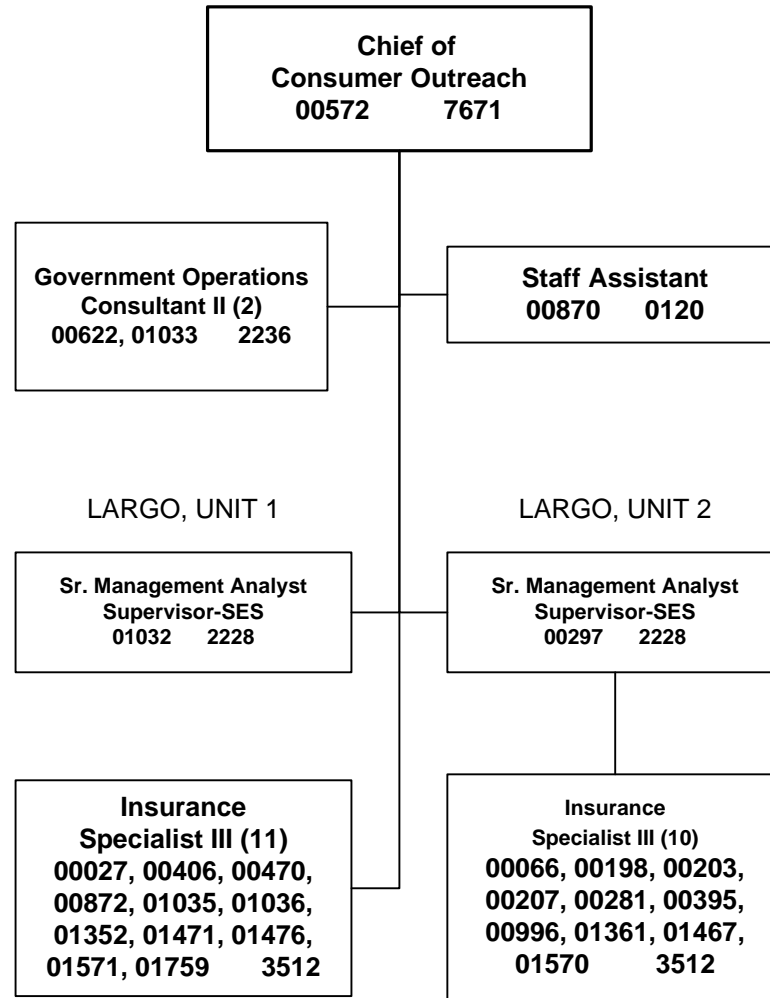 Chief of
Consumer Outreach
00572 7671
Government Operations
Consultant II (2)
00622, 01033 2236
Staff Assistant
00870 0120
LARGO, UNIT 1
LARGO, UNIT 2
Sr. Management Analyst
Supervisor-SES
01032 2228
Sr. Management Analyst
Supervisor-SES
00297 2228
Insurance
Specialist III (11)
00027, 00406, 00470,
00872, 01035, 01036,
01352, 01471, 01476,
01571, 01759 3512
Insurance
Specialist III (10)
00066, 00198, 00203,
00207, 00281, 00395,
00996, 01361, 01467,
01570 3512